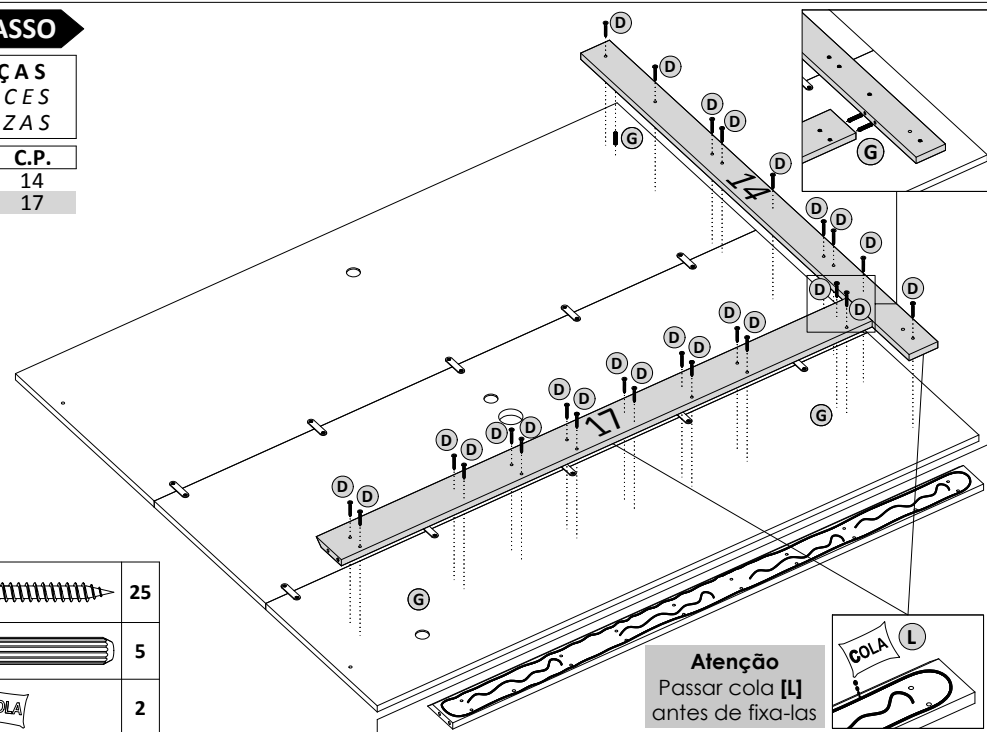 ASSO
ÇAS
CES
ZAS
C.P.
14
17
D
D
D
D
G
D
14
D
D
D
D
D
D
G
D
D
D
D
D
D
D
D
17
D
D
D
D
D
D
G
G
25
5
OLA
2
Atenção
Passar cola [L]
antes de fixa-las
COLA
L